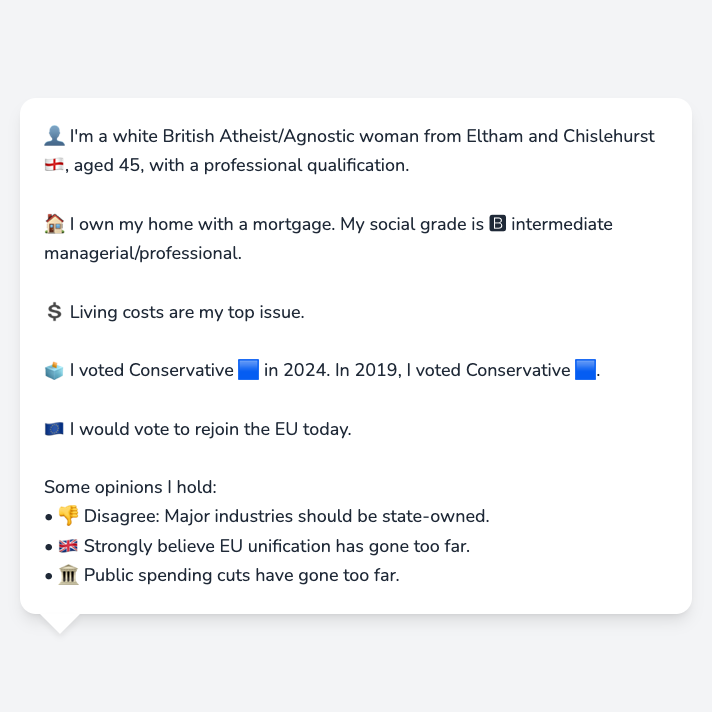 👤 I'm a white British Atheist/Agnostic woman from Eltham and Chislehurst
🏴󠁧󠁢󠁥󠁮󠁧󠁿, aged 45, with a professional qualification.
🏠 I own my home with a mortgage. My social grade is 🅱 intermediate
managerial/professional.
💲 Living costs are my top issue.
🗳️ I voted Conservative 🟦 in 2024. In 2019, I voted Conservative 🟦.
🇪🇺 I would vote to rejoin the EU today.
Some opinions I hold:
• 👎 Disagree: Major industries should be state-owned.
• 🇬🇧 Strongly believe EU unification has gone too far.
• 🏛️ Public spending cuts have gone too far.